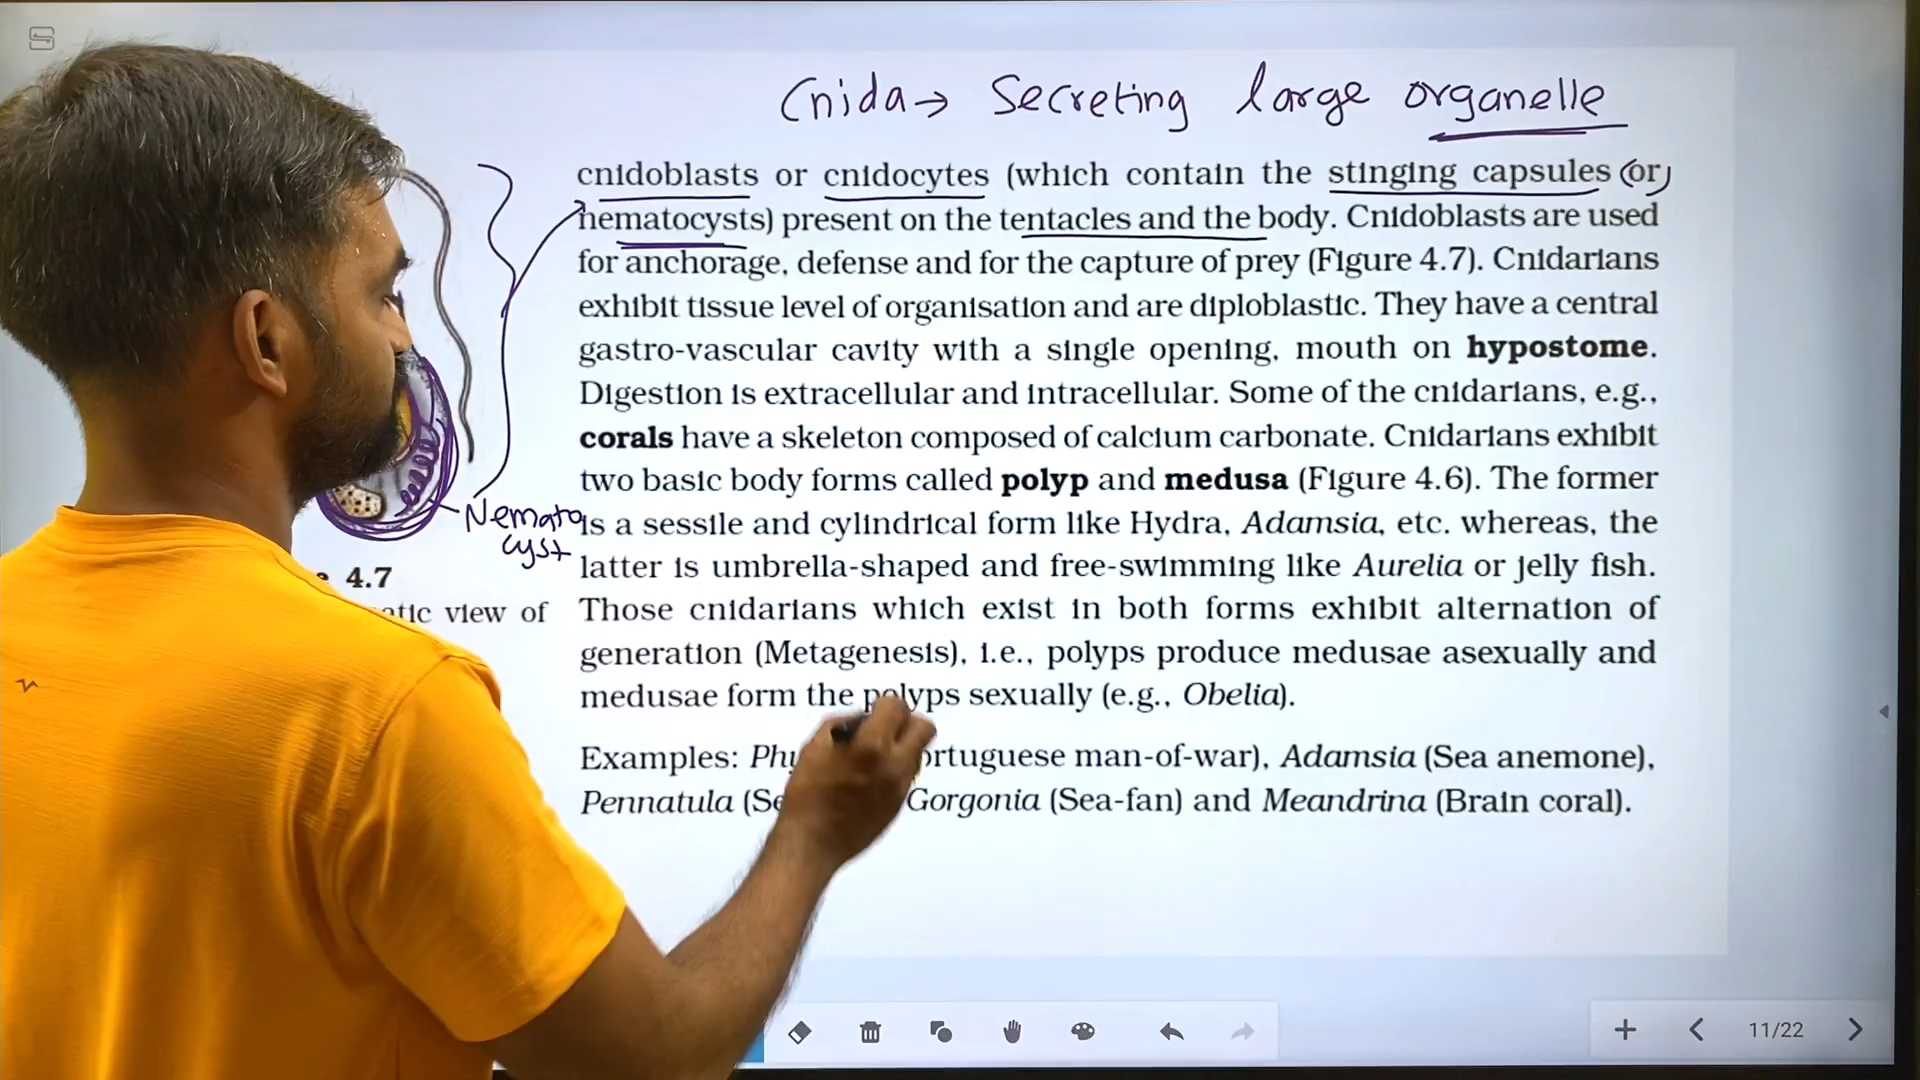 Cnida → Secreting large organelle
cnidoblasts or cnidocytes (which contain the stinging capsules (or)
nematocysts) present on the tentacles and the body. Cnidoblasts are used
for anchorage, defense and for the capture of prey (Figure 4.7). Cnidarians
exhibit tissue level of organisation and are diploblastic. They have a central
gastro-vascular cavity with a single opening, mouth on hypostome.
Digestion is extracellular and intracellular. Some of the cnidarians, e.g.,
corals have a skeleton composed of calcium carbonate. Cnidarians exhibit
two basic body forms called polyp and medusa (Figure 4.6). The former
is a sessile and cylindrical form like Hydra, Adamsia, etc. whereas, the
latter is umbrella-shaped and free-swimming like Aurelia or jelly fish.
Those cnidarians which exist in both forms exhibit alternation of
generation (Metagenesis), i.e., polyps produce medusae asexually and
medusae form the polyps sexually (e.g., Obelia).
Examples: man-of-war), Adamsia (Sea anemone),
Pennatula Gorgonia (Sea-fan) and Meandrina (Brain coral).
Nemato
cyst
4.7
view of
11/22